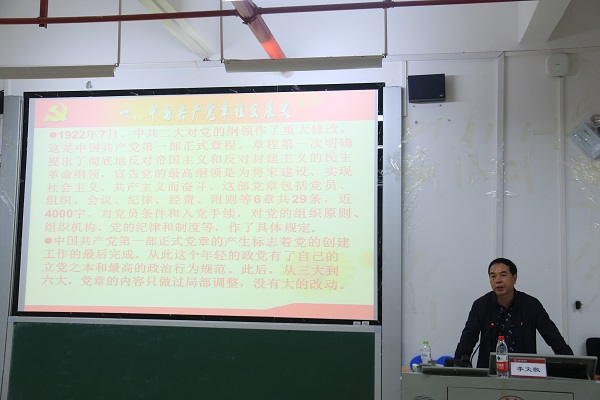 一、中国共产党章程发展史
●1922年7月，中共二大对党的纲领作了重大修改，
这是中国共产党第一部正式章程。章程第一次明确
提出了彻底地反对帝国主义和反对封建主义的民主
革命纲领，宣告党的最高纲领是为将来建设、实现
社会主义、共产主义而奋斗。这部党章包括党员、
组织、会议、纪律、经费、附则等6章共29条，近
4000字。对党员条件和入党手续，对党的组织原则、
组织机构、党的纪律和制度等，作了具体规定。
●中国共产党第一部正式党章的产生标志着党的创建
工作的最后完成，从此这个年轻的政党有了自己的
立党之本和最高的政治行为规范。此后，从三大到
六大，党章的内容只做过局部调整，没有大的改动。
李文敬